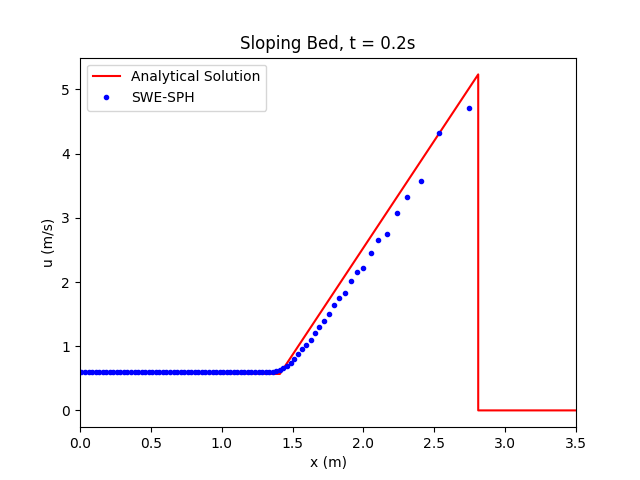 Sloping Bed, t = 0.2s
Analytical Solution
SWE-SPH
5
4
3
2
1
0
u (m/s)
0.0 0.5 1.0 1.5 2.0 2.5 3.0 3.5
x (m)